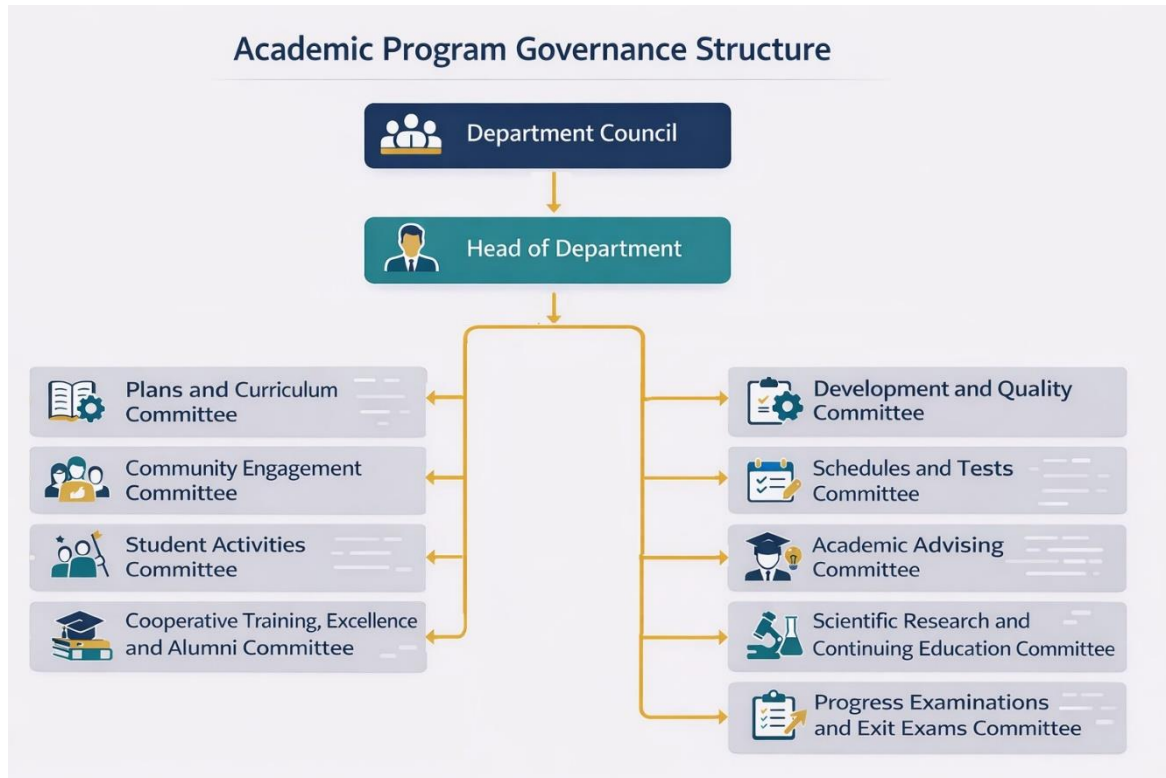 Academic Program Governance Structure
Department Council
Head of Department
Plans and Curriculum
Committee
Community Engagement
Committee
Student Activities
Committee
Cooperative Training, Excellence
and Alumni Committee
Development and Quality
Committee
Schedules and Tests
Committee
Academic Advising
Committee
Scientific Research and
Continuing Education Committee
Progress Examinations
and Exit Exams Committee